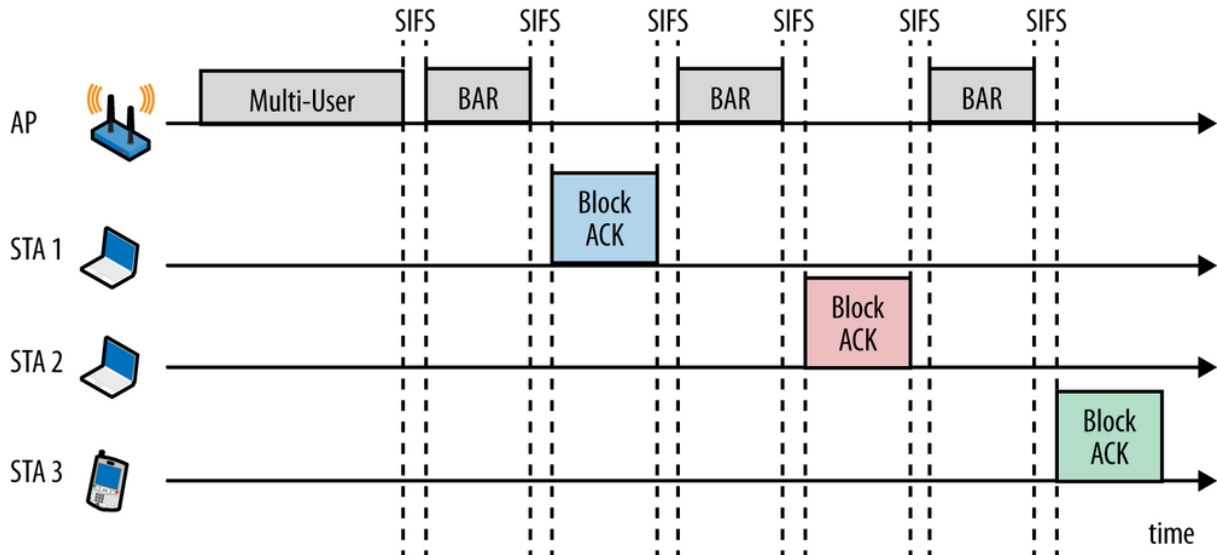 SIFS SIFS SIFS SIFS SIFS SIFS
AP
Multi-User
BAR
BAR
BAR
STA 1
Block
ACK
STA 2
Block
ACK
STA 3
Block
ACK
time